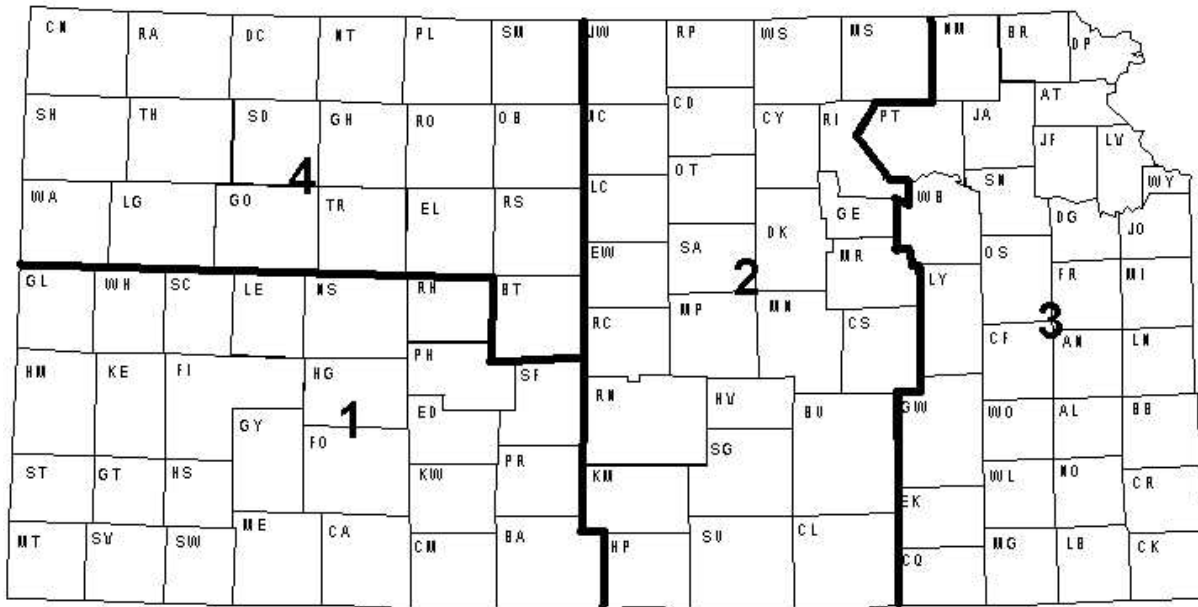 CN RA DC NT PL SM JW RP WS MS NM BR DP
SH TH SD GH RO OB NC CD CY RI PT JA AT
LC OT JF LV
WA LG GO TR EL RS GE WB SN WY
4
SA DK MR DG JO
EW OS
GL WH SC LE NS RH BT 2 LY FR MI
RC MP MN CS 3
HM KE FI HG PH SF CF AN LN
RN HV BU GW WO AL BB
GY 1 FO ED
SG
ST GT HS KW PR KM WL NO CR
EK
MT SV SW ME CA CM BA HP SU CL CQ MG LB CK